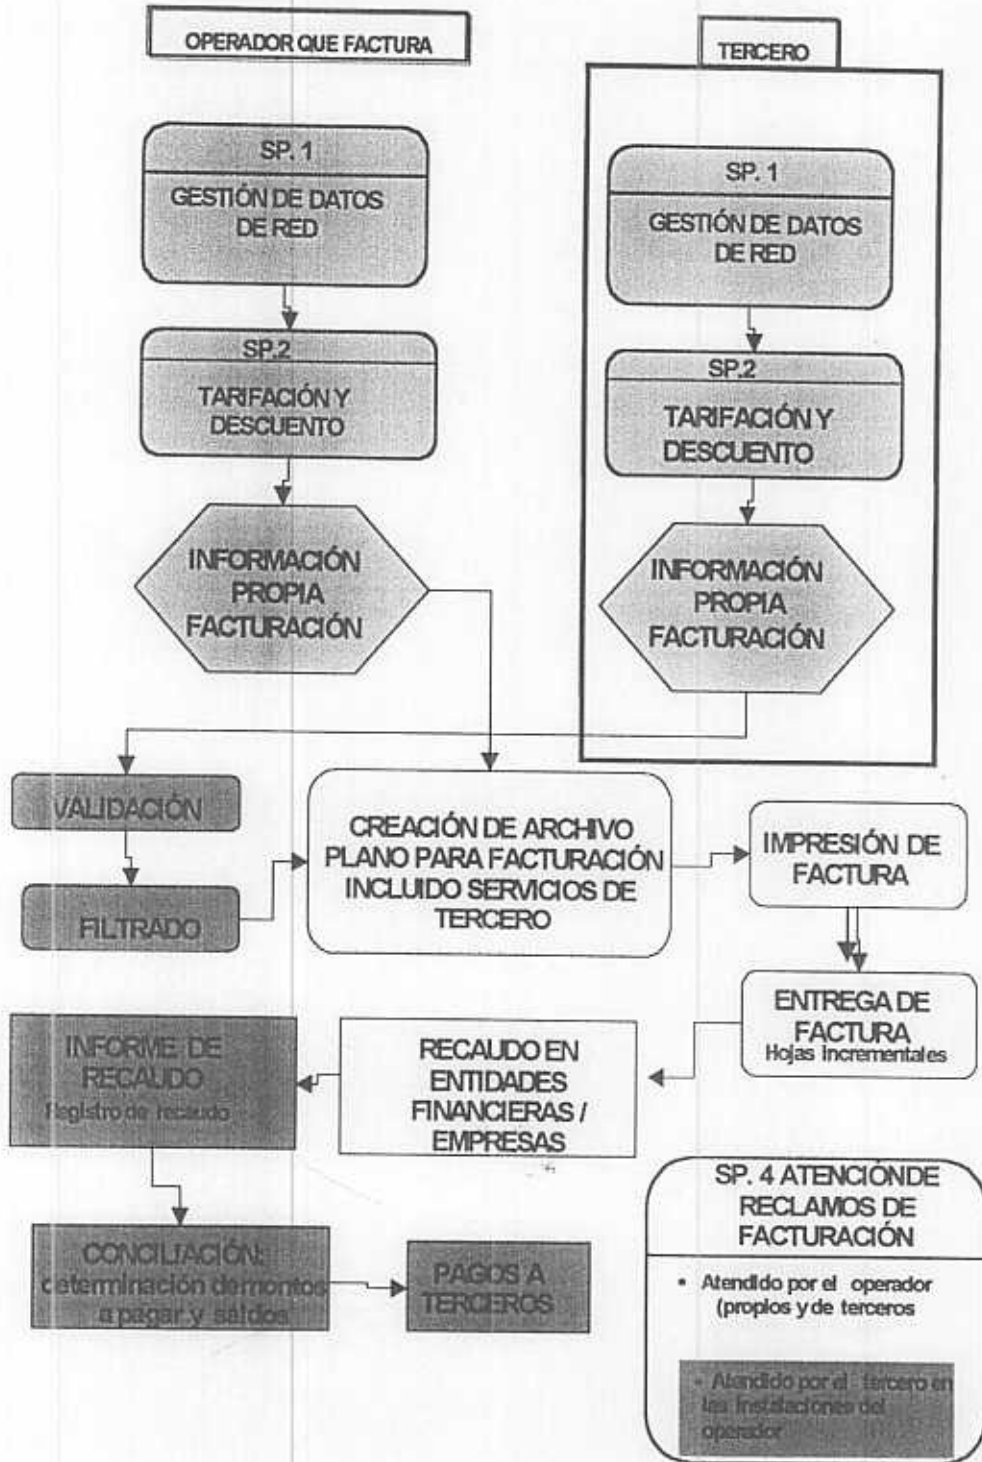 OPERADOR QUE FACTURA
TERCERO
SP. 1
GESTIÓN DE DATOS
DE RED
SP. 1
GESTIÓN DE DATOS
DE RED
SP.2
TARIFACIÓN Y
DESCUENTO
SP.2
TARIFACIÓN Y
DESCUENTO
INFORMACIÓN
PROPIA
FACTURACIÓN
INFORMACIÓN
PROPIA
FACTURACIÓN
VALIDACIÓN
FILTRADO
CREACIÓN DE ARCHIVO
PLANO PARA FACTURACIÓN
INCLUIDO SERVICIOS DE
TERCERO
IMPRESIÓN DE
FACTURA
ENTREGA DE
FACTURA
Hojas incrementales
RECAUDO EN
ENTIDADES
FINANCIERAS /
EMPRESAS
INFORME DE
RECAUDO
Registro de recaudo
CONCILIACIÓN:
determinación de montos
a pagar y saldos
PAGOS A
TERCEROS
SP. 4 ATENCIÓN DE
RECLAMOS DE
FACTURACIÓN
• Atendido por el operador
(propios y de terceros
- Atendido por el tercero en
las instalaciones del
operador